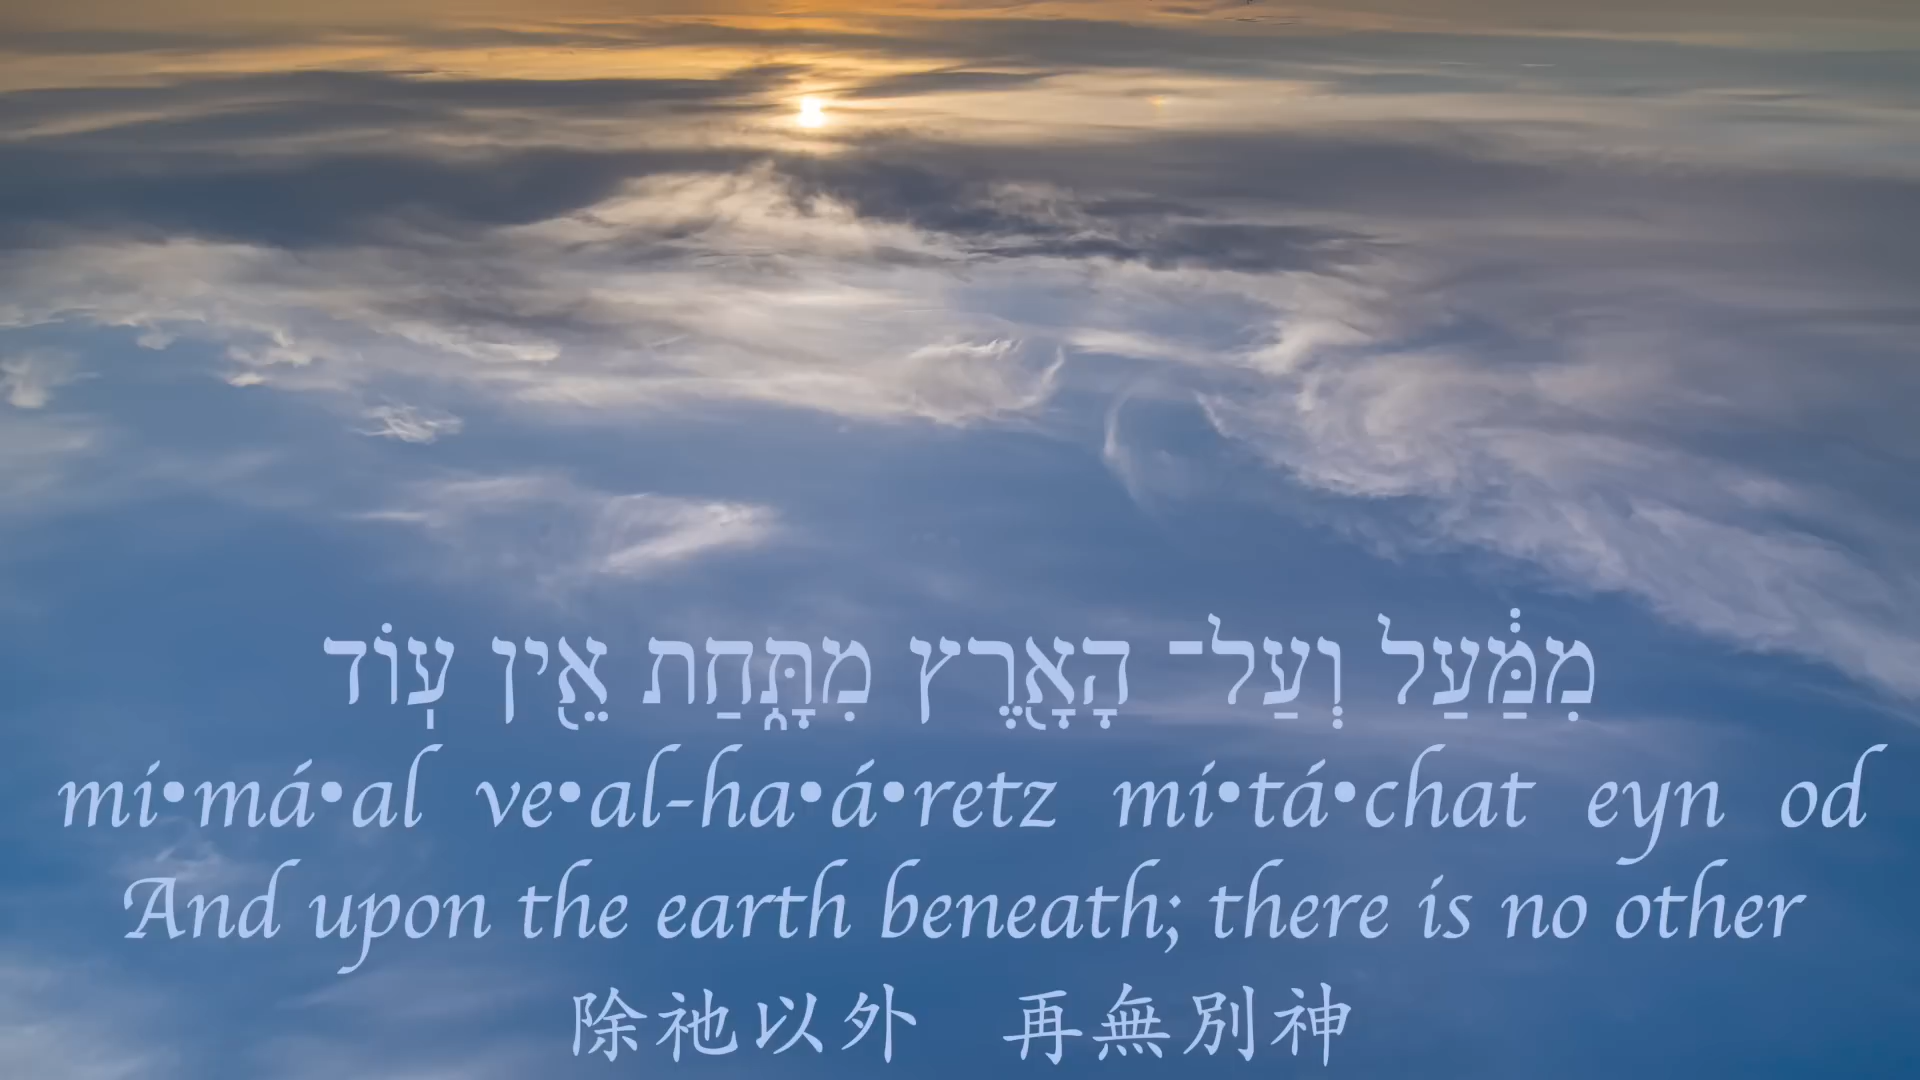 מִמַּ֔עַל וְעַל־ הָאָ֖רֶץ מִתָּ֑חַת אֵ֖ין עֽוֹד
mi•má•al ve•al-ha•á•retz mi•tá•chat eyn od
And upon the earth beneath; there is no other
除祂以外 再無別神